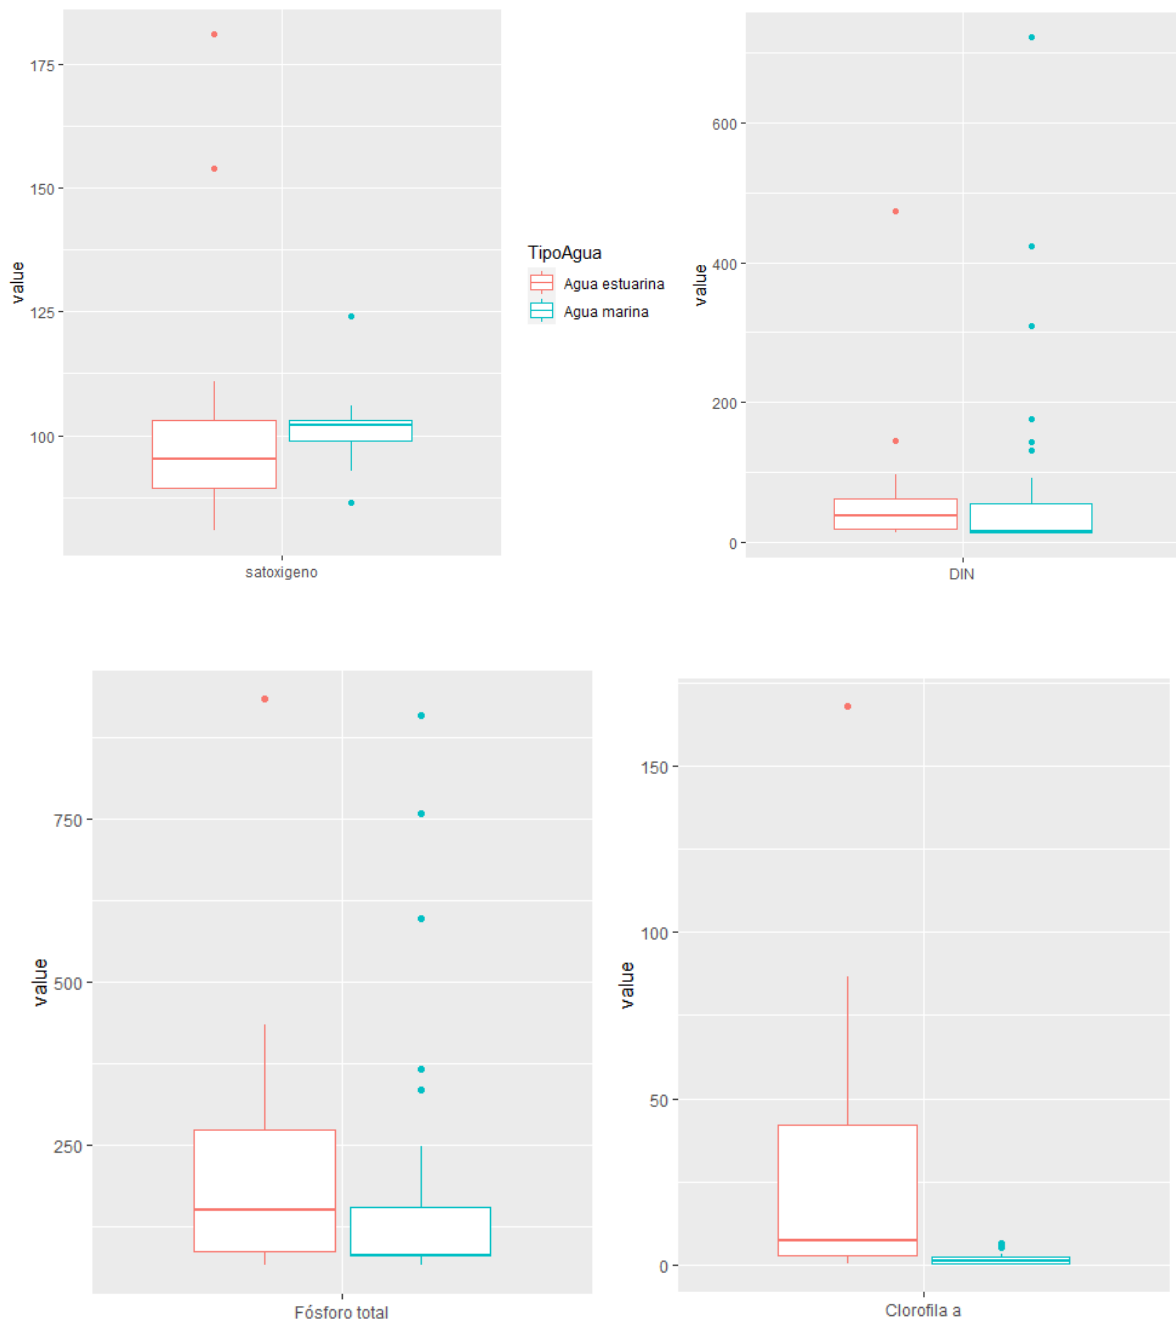 175
150
125
100
value
satoxigeno
TipoAgua
Agua estuarina
Agua marina
600
400
200
0
value
DIN
750
500
250
value
Fósforo total
150
100
50
0
value
Clorofila a